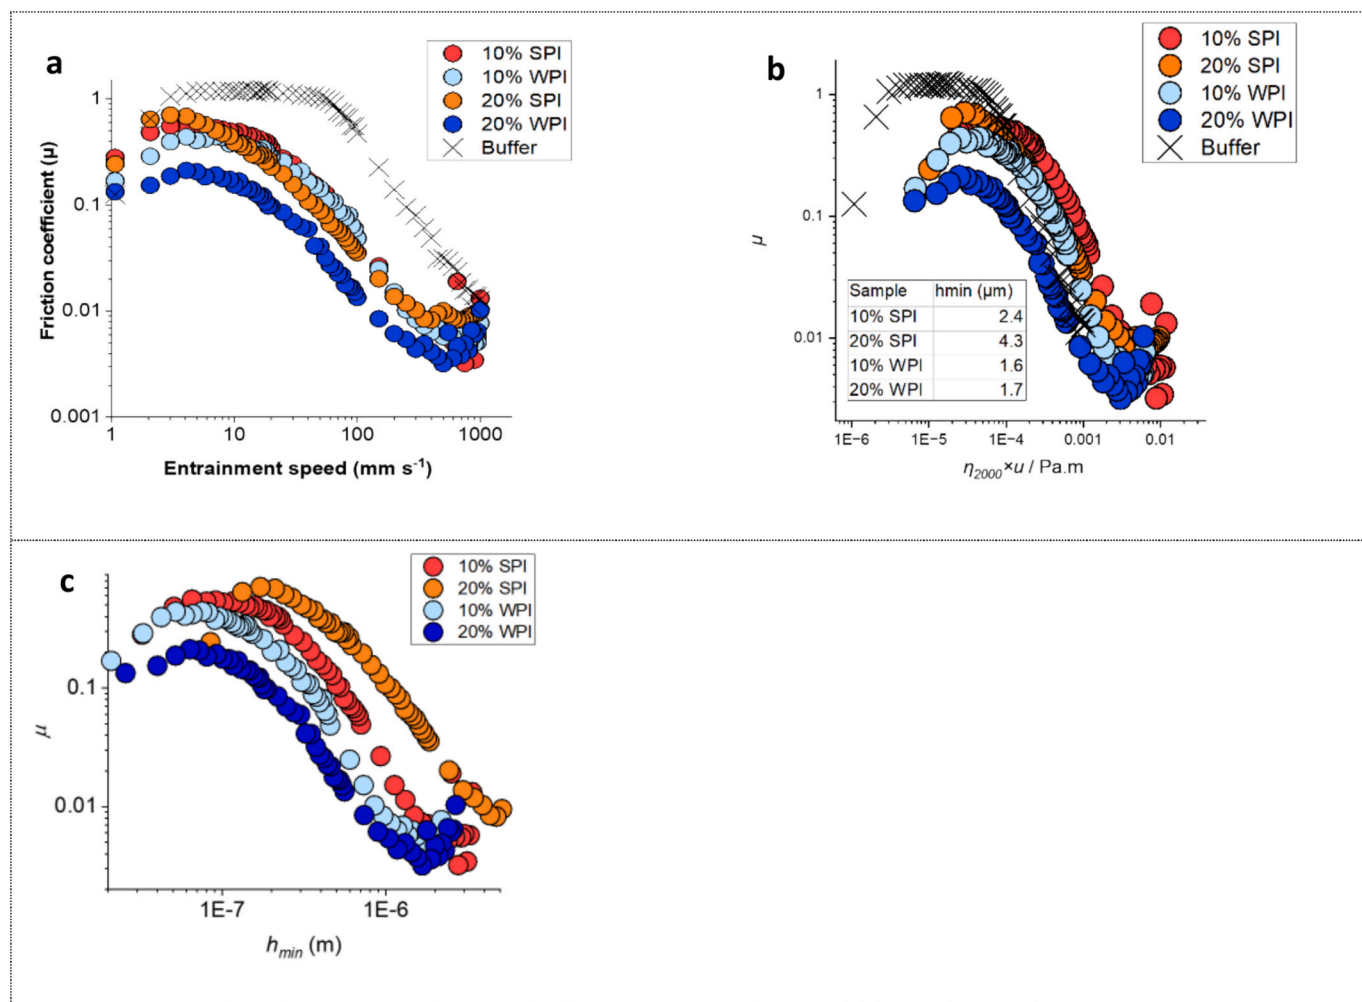 a
10% SPI
10% WPI
20% SPI
20% WPI
Buffer
1
0.1
0.01
0.001
Friction coefficient (µ)
1
10
100
1000
Entrainment speed (mm s⁻¹)
b
10% SPI
20% SPI
10% WPI
20% WPI
Buffer
1
0.1
0.01
µ
Sample hmin (µm)
10% SPI 2.4
20% SPI 4.3
10% WPI 1.6
20% WPI 1.7
1E-6
1E-5
1E-4
0.001
0.01
η₂₀₀₀×u / Pa.m
c
10% SPI
20% SPI
10% WPI
20% WPI
0.1
0.01
µ
1E-7
1E-6
hₘᵢₙ (m)